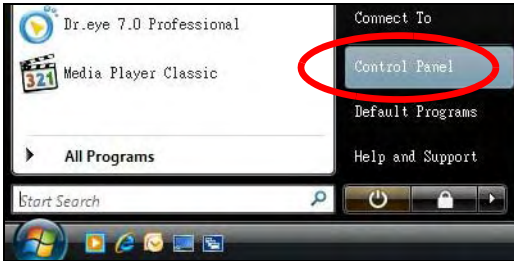 Dr.eye 7.0 Professional
321
Media Player Classic
All Programs
Start Search
Connect To
Control Panel
Default Programs
Help and Support